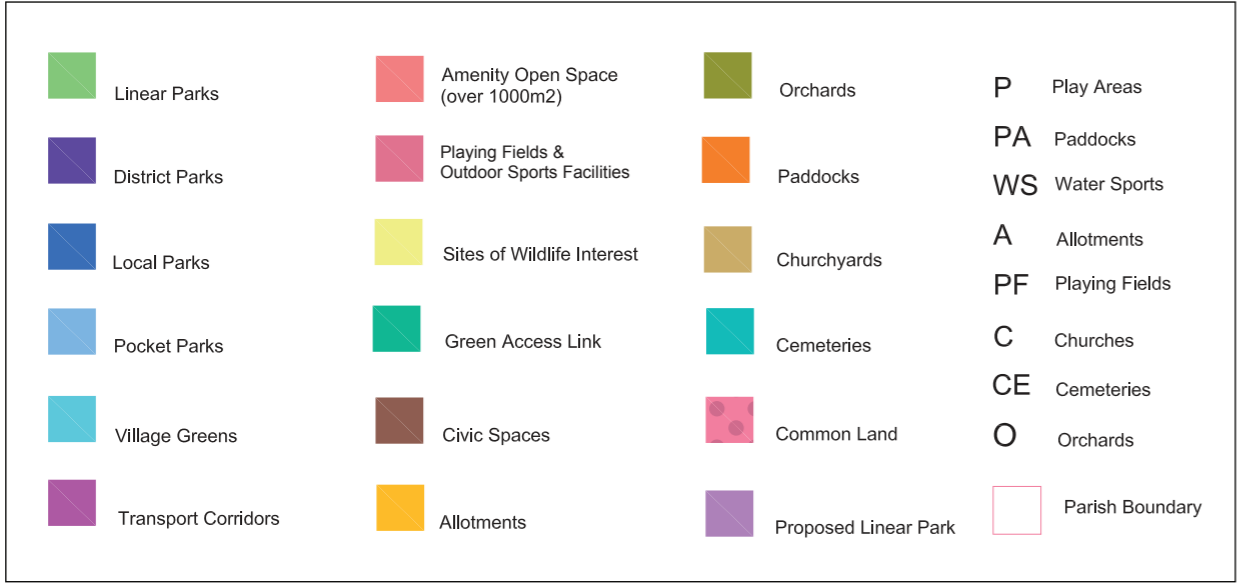 Linear Parks
District Parks
Local Parks
Pocket Parks
Village Greens
Transport Corridors
Amenity Open Space
(over 1000m2)
Playing Fields &
Outdoor Sports Facilities
Sites of Wildlife Interest
Green Access Link
Civic Spaces
Allotments
Orchards
Paddocks
Churchyards
Cemeteries
Common Land
Proposed Linear Park
P Play Areas
PA Paddocks
WS Water Sports
A Allotments
PF Playing Fields
C Churches
CE Cemeteries
O Orchards
Parish Boundary